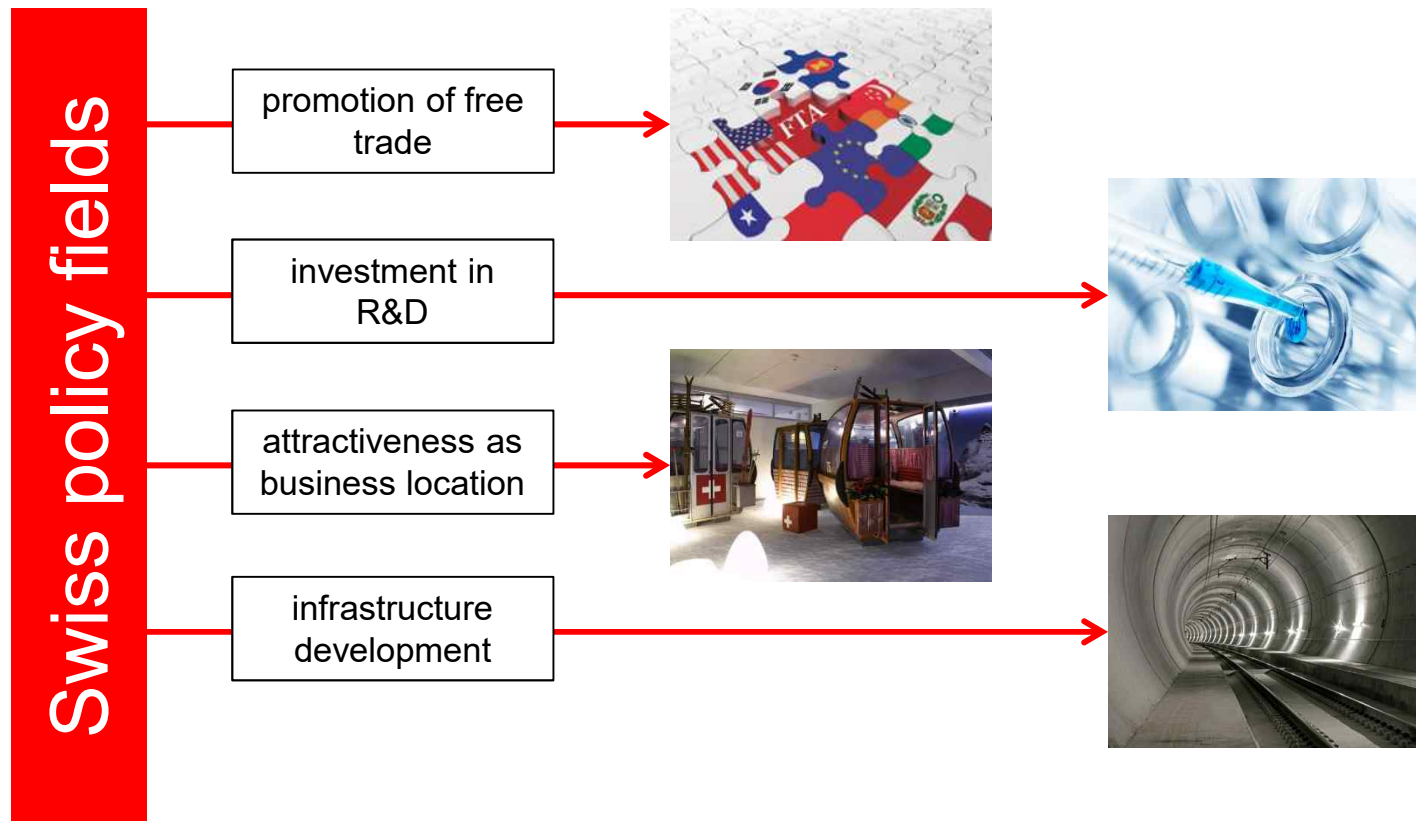 Swiss policy fields
promotion of free
trade
FTA
investment in
R&D
attractiveness as
business location
infrastructure
development